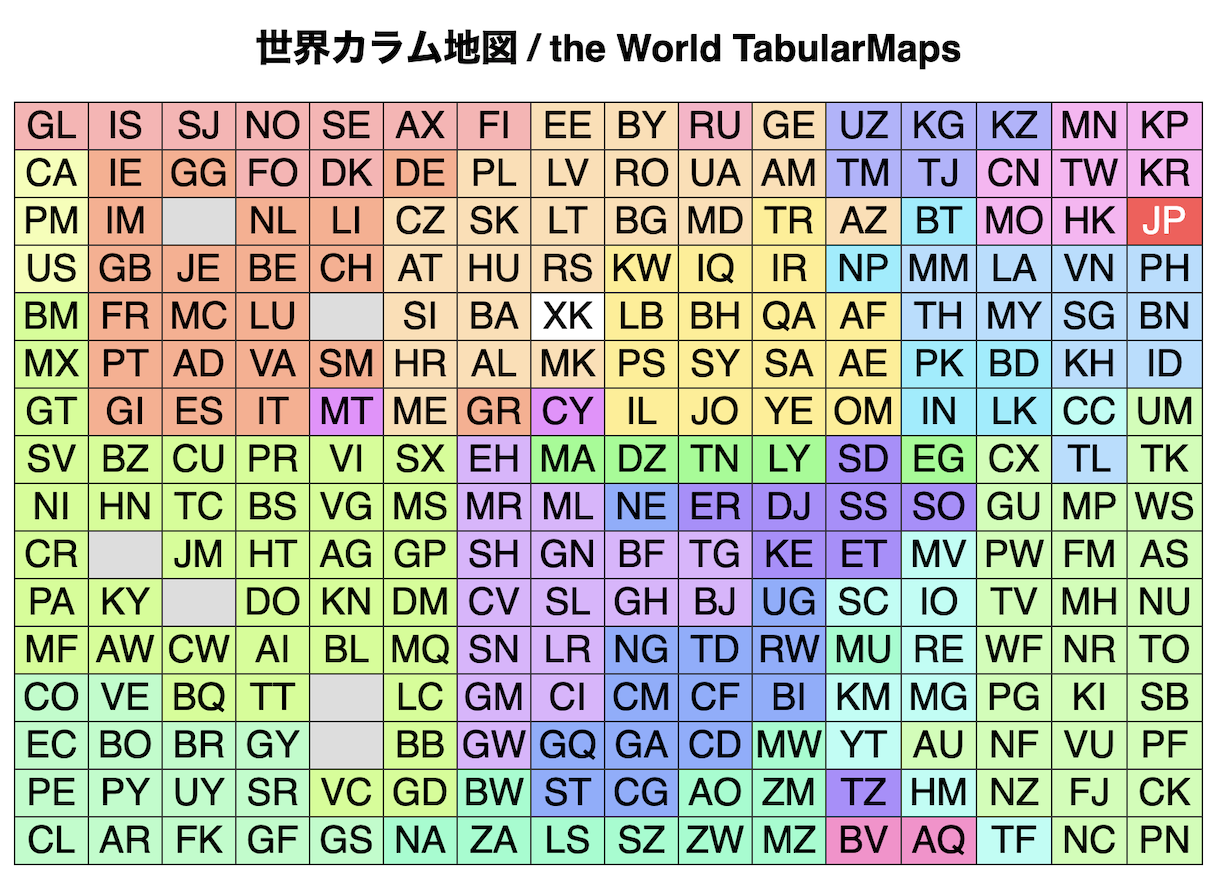 世界カラム地図 / the World TabularMaps
GL IS SJ NO SE AX FI EE BY RU GE UZ KG KZ MN KP
CA IE GG FO DK DE PL LV RO UA AM TM TJ CN TW KR
PM IM NL LI CZ SK LT BG MD TR AZ BT MO HK JP
US GB JE BE CH AT HU RS KW IQ IR NP MM LA VN PH
BM FR MC LU SI BA XK LB BH QA AF TH MY SG BN
MX PT AD VA SM HR AL MK PS SY SA AE PK BD KH ID
GT GI ES IT MT ME GR CY IL JO YE OM IN LK CC UM
SV BZ CU PR VI SX EH MA DZ TN LY SD EG CX TL TK
NI HN TC BS VG MS MR ML NE ER DJ SS SO GU MP WS
CR JM HT AG GP SH GN BF TG KE ET MV PW FM AS
PA KY DO KN DM CV SL GH BJ UG SC IO TV MH NU
MF AW CW AI BL MQ SN LR NG TD RW MU RE WF NR TO
CO VE BQ TT LC GM CI CM CF BI KM MG PG KI SB
EC BO BR GY BB GW GQ GA CD MW YT AU NF VU PF
PE PY UY SR VC GD BW ST CG AO ZM TZ HM NZ FJ CK
CL AR FK GF GS NA ZA LS SZ ZW MZ BV AQ TF NC PN